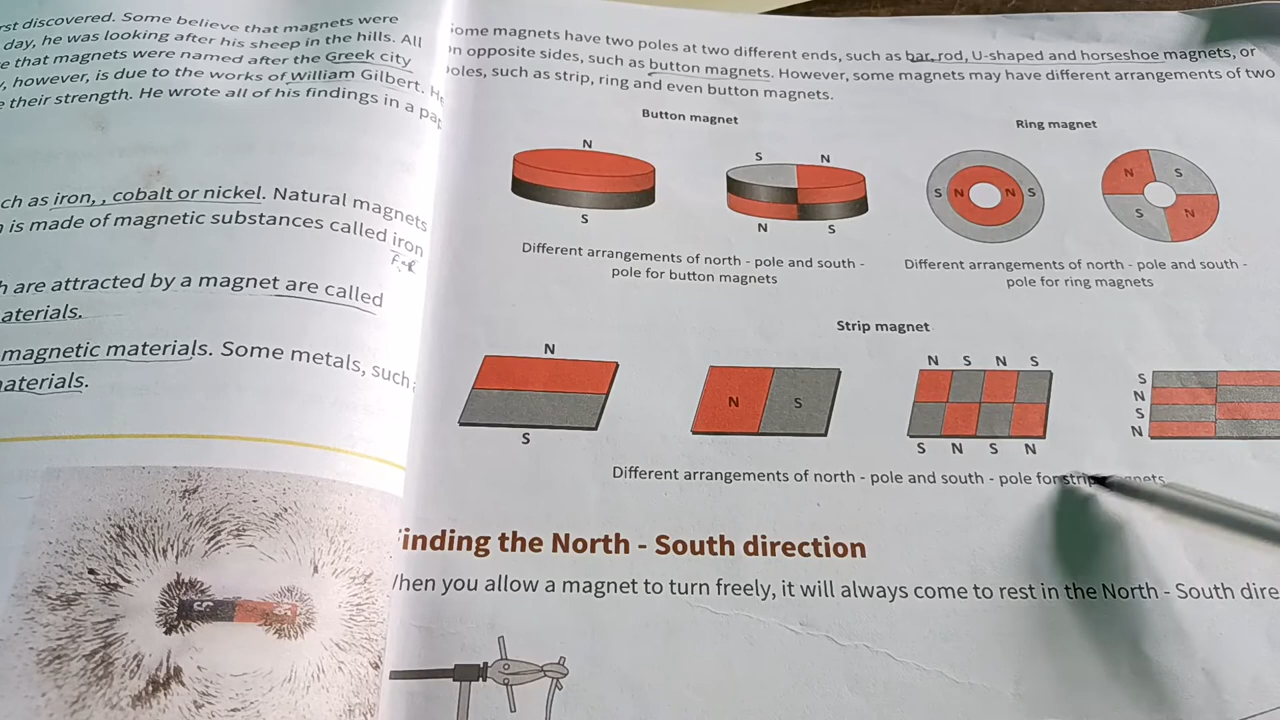 rst discovered. Some believe that magnets were
day, he was looking after his sheep in the hills. All
e that magnets were named after the Greek city
, however, is due to the works of William Gilbert. He
e their strength. He wrote all of his findings in a pap
ch as iron, , cobalt or nickel. Natural magnets
is made of magnetic substances called iron
h are attracted by a magnet are called
aterials.
magnetic materials. Some metals, such
aterials.
ome magnets have two poles at two different ends, such as bar, rod, U-shaped and horseshoe magnets, or
n opposite sides, such as button magnets. However, some magnets may have different arrangements of two
oles, such as strip, ring and even button magnets.
Button magnet
Ring magnet
N
S
S N
N S
S N N S
N S
S N
Different arrangements of north - pole and south -
pole for button magnets
Different arrangements of north - pole and south -
pole for ring magnets
Strip magnet
N
S
N S
N S N S
S N S N
S
N
S
N
Different arrangements of north - pole and south - pole for strip
inding the North - South direction
hen you allow a magnet to turn freely, it will always come to rest in the North - South dire